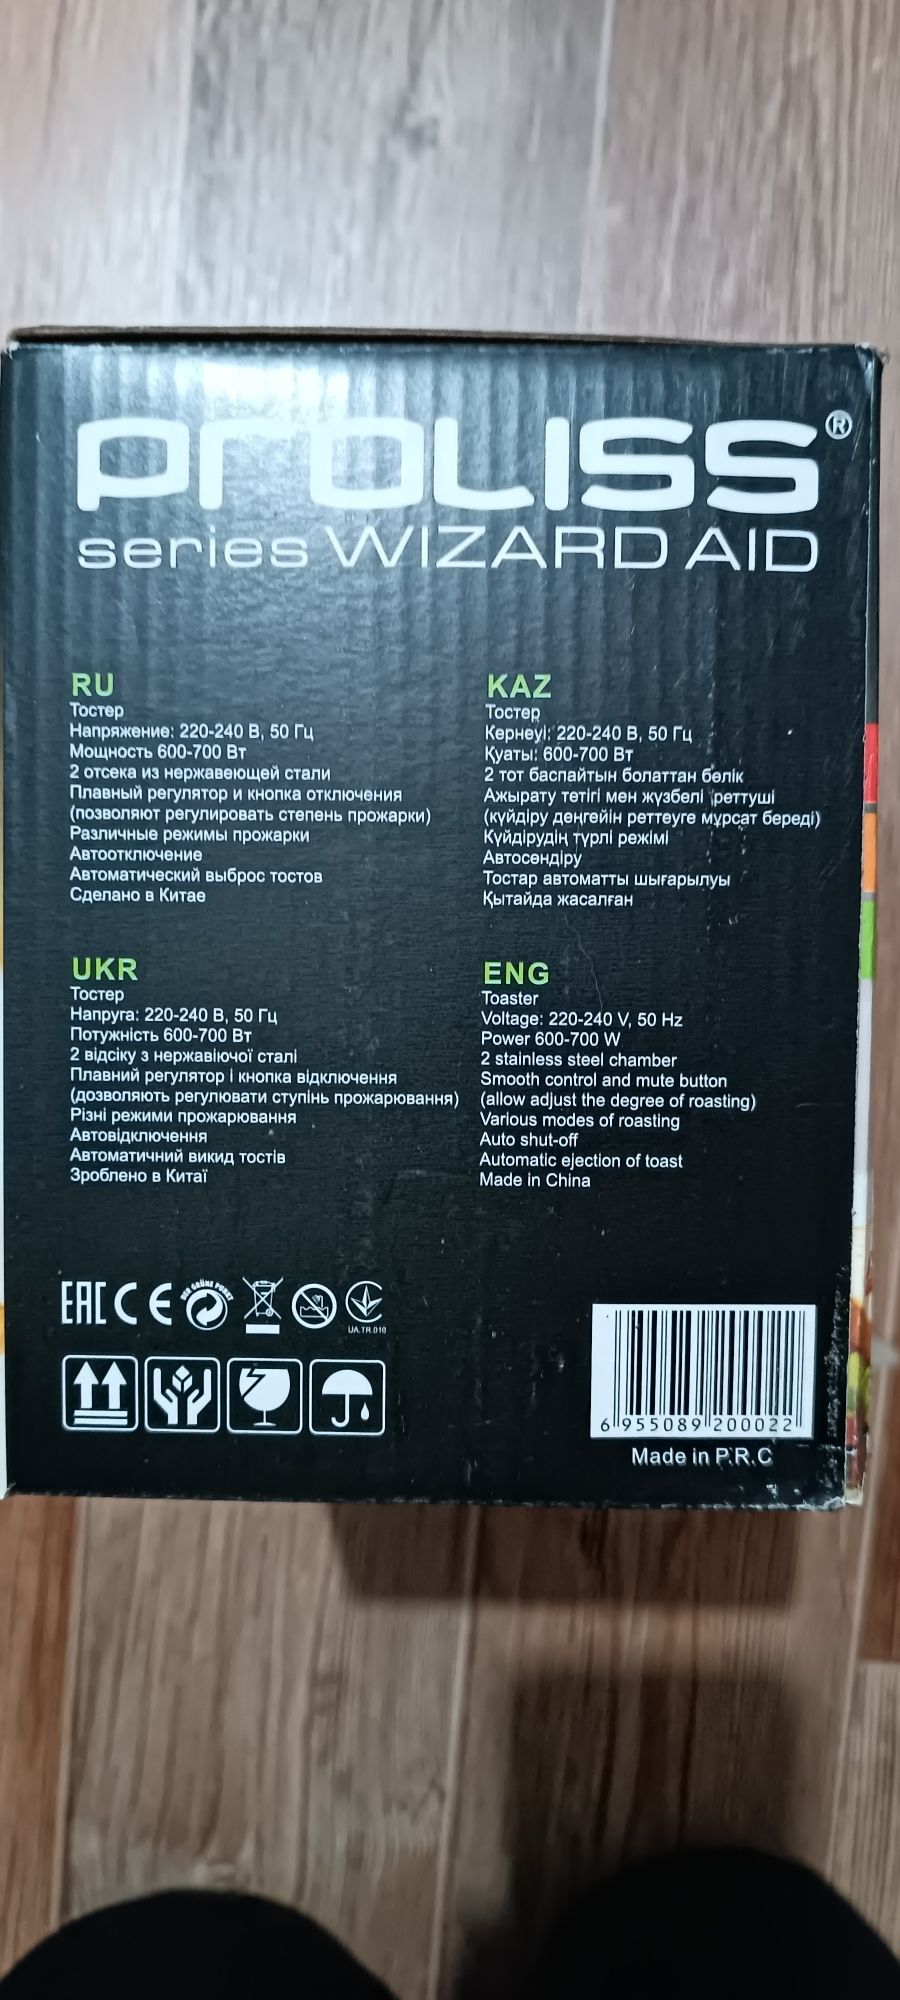 PROLISS®
series WIZARD AID
RU
Тостер
Напряжение: 220-240 В, 50 Гц
Мощность 600-700 Вт
2 отсека из нержавеющей стали
Плавный регулятор и кнопка отключения
(позволяют регулировать степень прожарки)
Различные режимы прожарки
Автоотключение
Автоматический выброс тостов
Сделано в Китае
KAZ
Тостер
Кернеуі: 220-240 В, 50 Гц
Қуаты: 600-700 Вт
2 тот баспайтын болаттан бөлік
Ажырату тетігі мен жүзбелі реттуші
(күйдіру деңгейін реттеуге мұрсат береді)
Күйдірудің түрлі режімі
Автосөндіру
Тостар автоматты шығарылуы
Қытайда жасалған
UKR
Тостер
Напруга: 220-240 В, 50 Гц
Потужність 600-700 Вт
2 відсіку з нержавіючої сталі
Плавний регулятор і кнопка відключення
(дозволяють регулювати ступінь прожарювання)
Різні режими прожарювання
Автовідключення
Автоматичний викид тостів
Зроблено в Китаї
ENG
Toaster
Voltage: 220-240 V, 50 Hz
Power 600-700 W
2 stainless steel chamber
Smooth control and mute button
(allow adjust the degree of roasting)
Various modes of roasting
Auto shut-off
Automatic ejection of toast
Made in China
EAC CE DER GRÜNE PUNKT
UA.TR.010
6 955089 200022
Made in P.R.C